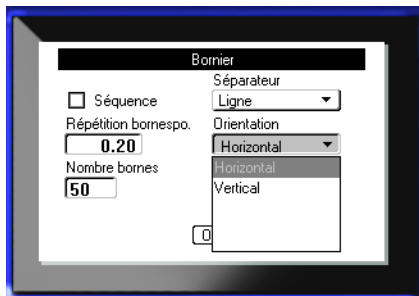 Bornier
Séparateur
Séquence
Ligne
Répétition bornespo.
Orientation
0.20
Horizontal
Nombre bornes
Horizontal
50
Vertical
O